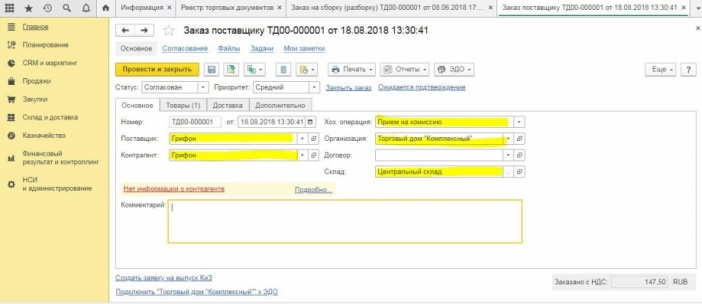 Информация × Реестр торговых документов × Заказ на сборку (разборку) ТД00-000001 от 08.06.2018 17:... × Заказ поставщику ТД00-000001 от 18.08.2018 13:30:41 ×
Главное
Планирование
CRM и маркетинг
Продажи
Закупки
Склад и доставка
Казначейство
Финансовый
результат и контроллинг
НСИ
и администрирование
Заказ поставщику ТД00-000001 от 18.08.2018 13:30:41
Основное Согласование Файлы Задачи Мои заметки
Провести и закрыть Печать Отчеты ЭДО Еще ?
Статус: Согласован Приоритет: Средний Закрыть заказ Ожидается подтверждение
Основное Товары (1) Доставка Дополнительно
Номер: ТД00-000001 от 18.08.2018 13:30:41 Хоз. операция: Прием на комиссию
Поставщик: Грифон Организация: Торговый дом "Комплексный"
Контрагент: Грифон Договор:
Склад: Центральный склад ...
Нет информации о контрагенте Подробно...
Комментарий:
Создать заявку на выпуск КиЗ
Подключить "Торговый дом "Комплексный"" к ЭДО
Заказано с НДС: 147,50 RUB